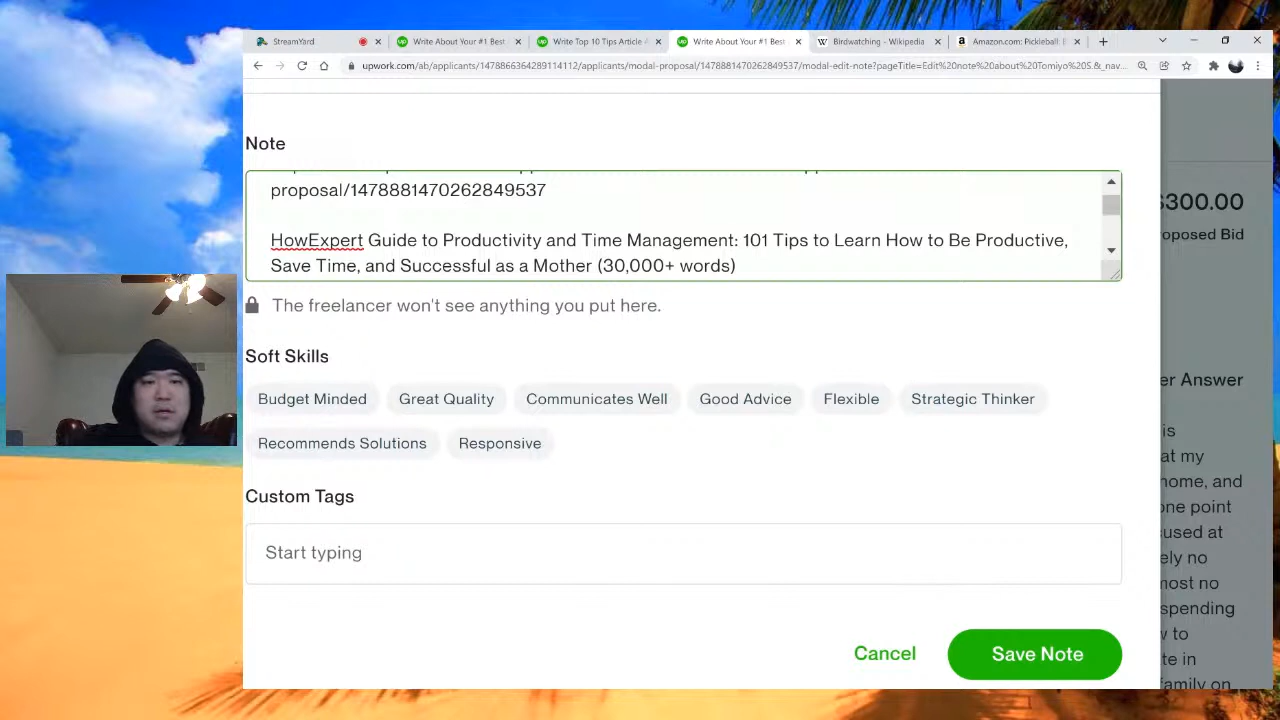 StreamYard
Write About Your #1 Best
Write Top 10 Tips Article
Write About Your #1 Best
Birdwatching - Wikipedia
Amazon.com: Pickleball:
upwork.com/ab/applicants/1478866364289114112/applicants/modal-proposal/1478881470262849537/modal-edit-note?pageTitle=Edit%20note%20about%20Tomiyo%20S.&_nav...
Note
proposal/1478881470262849537
HowExpert Guide to Productivity and Time Management: 101 Tips to Learn How to Be Productive,
Save Time, and Successful as a Mother (30,000+ words)
The freelancer won't see anything you put here.
Soft Skills
Budget Minded
Great Quality
Communicates Well
Good Advice
Flexible
Strategic Thinker
Recommends Solutions
Responsive
Custom Tags
Start typing
Cancel
Save Note
$300.00
oposed Bid
er Answer
is
at my
home, and
one point
cused at
ely no
most no
spending
w to
te in
family on